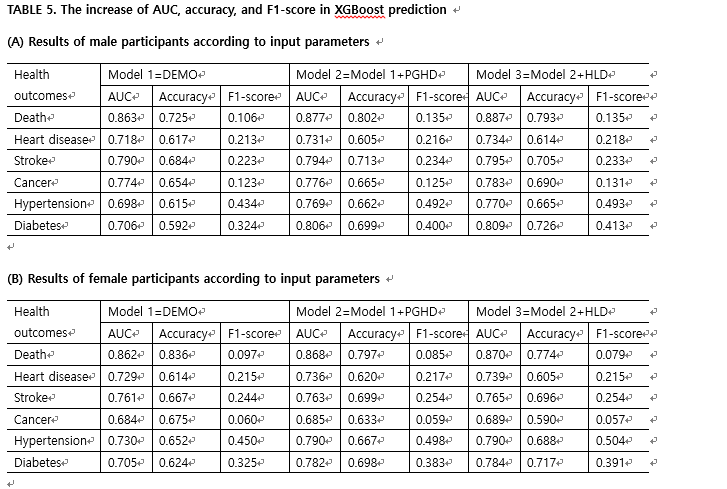 TABLE 5. The increase of AUC, accuracy, and F1-score in XGBoost prediction
(A) Results of male participants according to input parameters
Health outcomes Model 1=DEMO Model 2=Model 1+PGHD Model 3=Model 2+HLD
AUC Accuracy F1-score AUC Accuracy F1-score AUC Accuracy F1-score
Death 0.863 0.725 0.106 0.877 0.802 0.135 0.887 0.793 0.135
Heart disease 0.718 0.617 0.213 0.731 0.605 0.216 0.734 0.614 0.218
Stroke 0.790 0.684 0.223 0.794 0.713 0.234 0.795 0.705 0.233
Cancer 0.774 0.654 0.123 0.776 0.665 0.125 0.783 0.690 0.131
Hypertension 0.698 0.615 0.434 0.769 0.662 0.492 0.770 0.665 0.493
Diabetes 0.706 0.592 0.324 0.806 0.699 0.400 0.809 0.726 0.413
(B) Results of female participants according to input parameters
Health outcomes Model 1=DEMO Model 2=Model 1+PGHD Model 3=Model 2+HLD
AUC Accuracy F1-score AUC Accuracy F1-score AUC Accuracy F1-score
Death 0.862 0.836 0.097 0.868 0.797 0.085 0.870 0.774 0.079
Heart disease 0.729 0.614 0.215 0.736 0.620 0.217 0.739 0.605 0.215
Stroke 0.761 0.667 0.244 0.763 0.699 0.254 0.765 0.696 0.254
Cancer 0.684 0.675 0.060 0.685 0.633 0.059 0.689 0.590 0.057
Hypertension 0.730 0.652 0.450 0.790 0.667 0.498 0.790 0.688 0.504
Diabetes 0.705 0.624 0.325 0.782 0.698 0.383 0.784 0.717 0.391